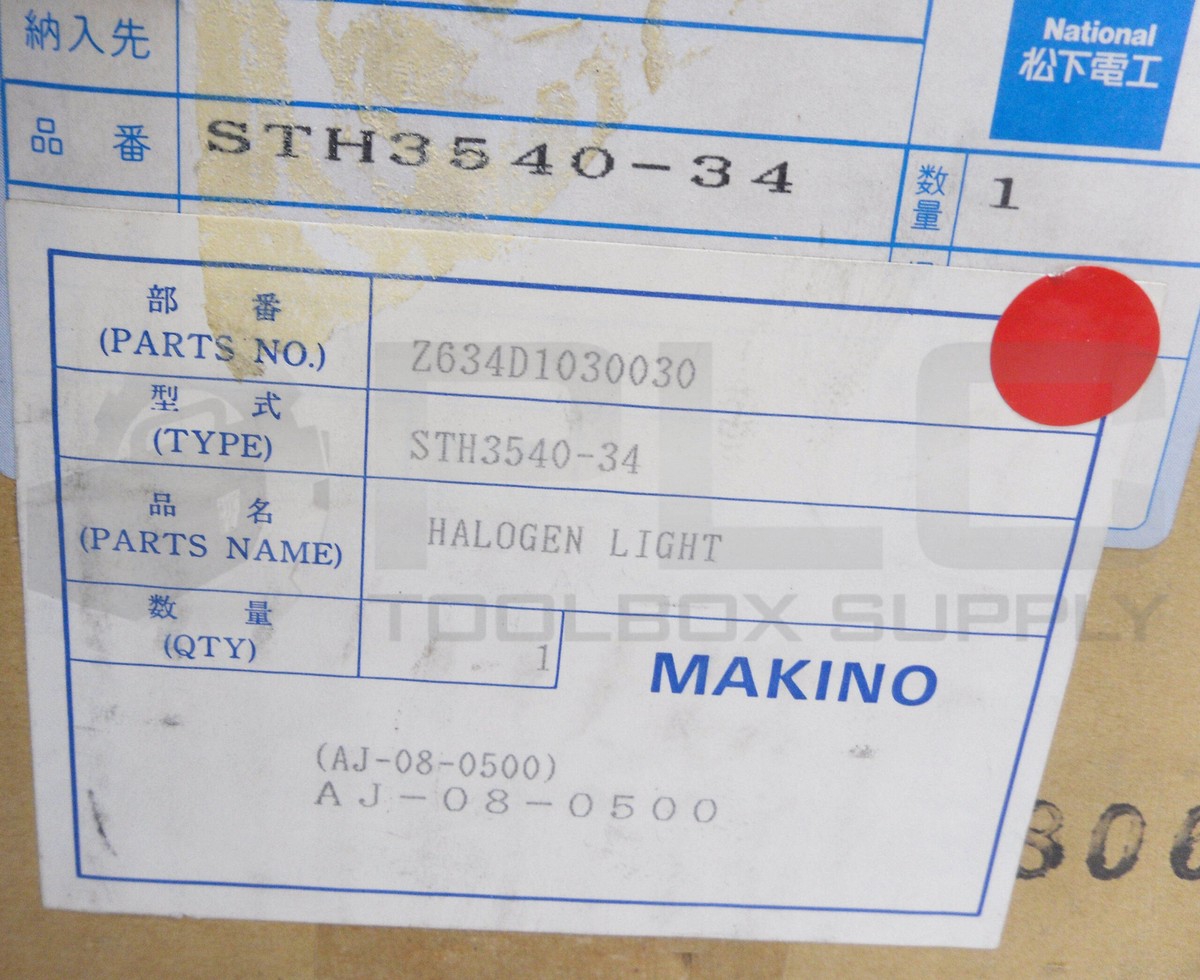 納入先
National
松下電工
品 番 STH3540-34 数量 1
部 番
(PARTS NO.) Z634D1030030
型 式
(TYPE) STH3540-34
品 名
(PARTS NAME) HALOGEN LIGHT
数 量
(QTY) 1
MAKINO
(AJ-08-0500)
AJ-08-0500
PLC
TOOLBOX SUPPLY